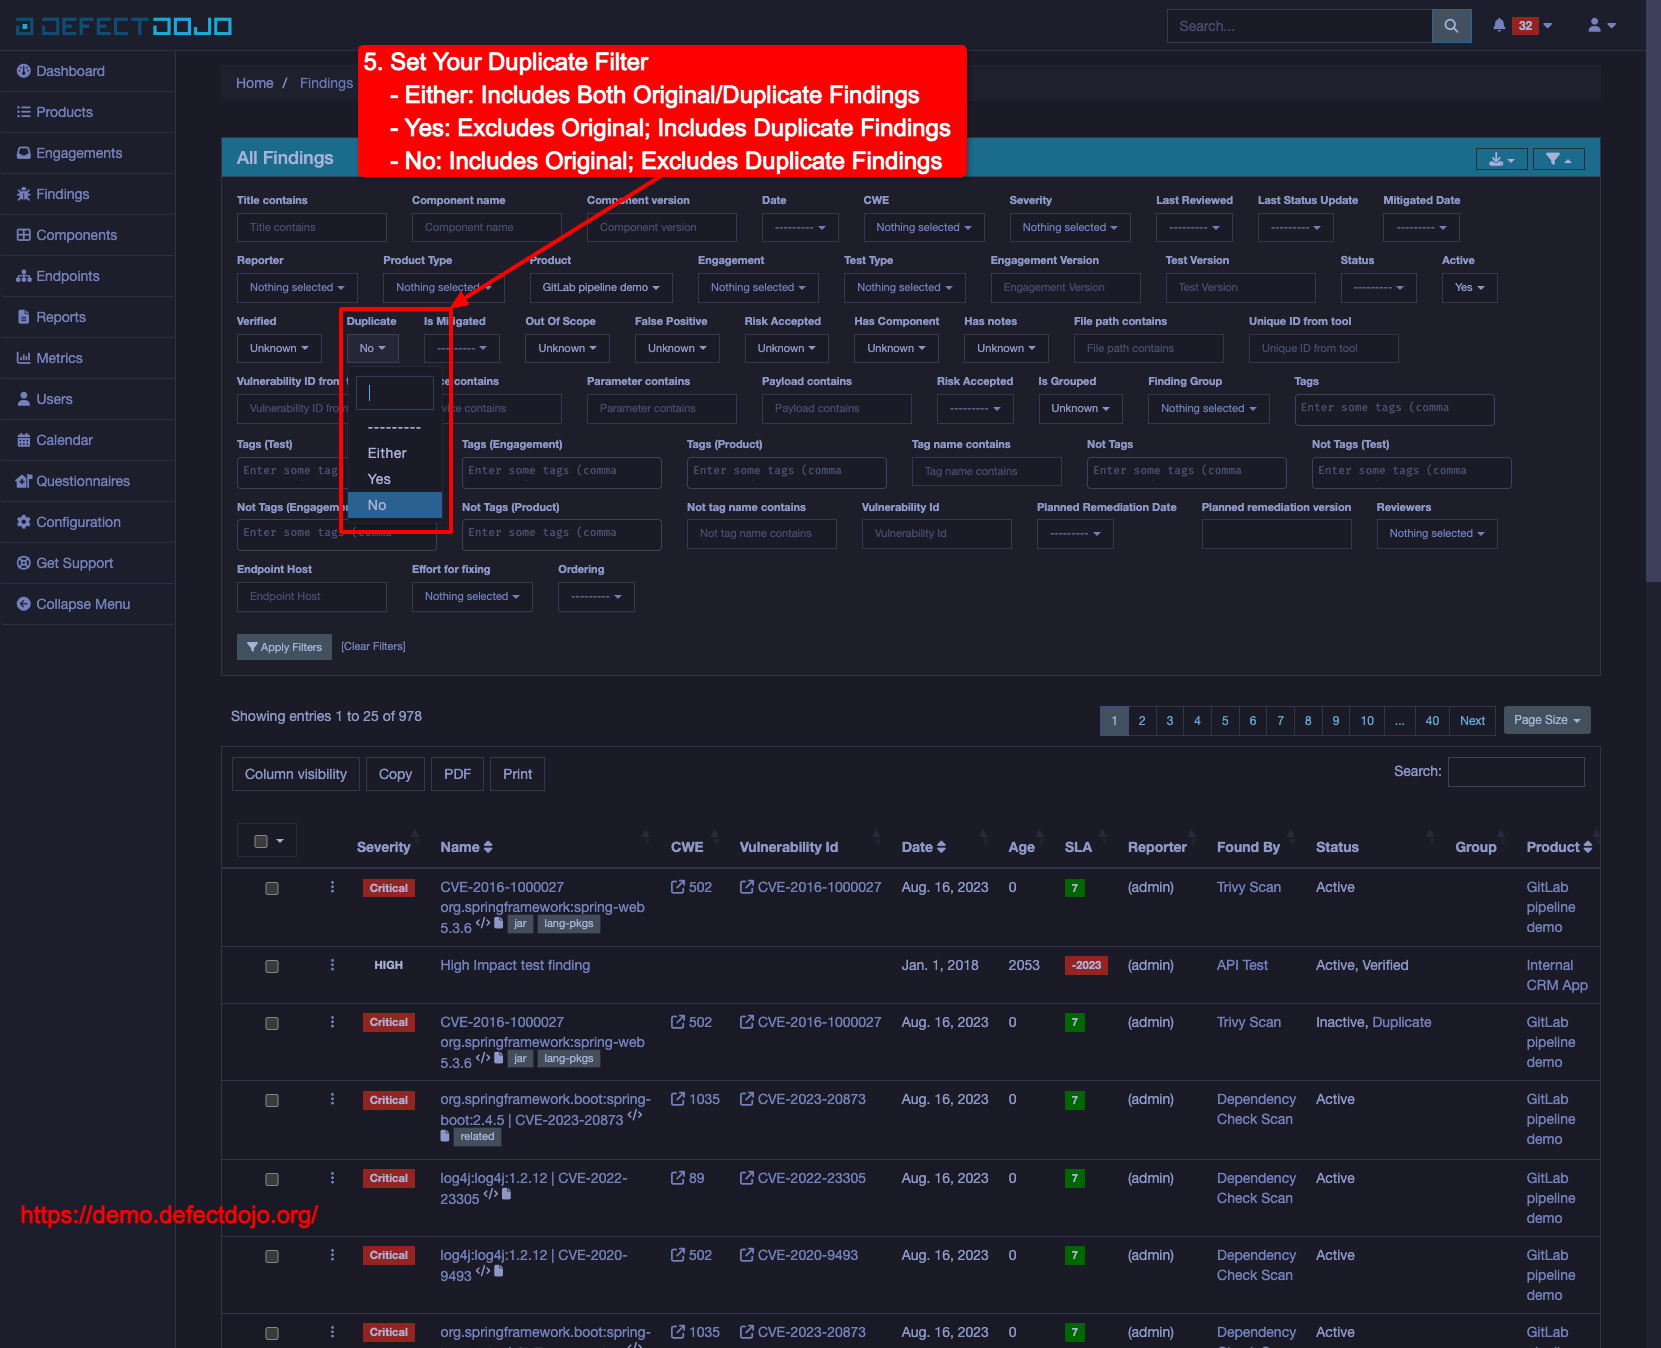 DEFECTDOJO
Search...
32
Dashboard
Products
Engagements
Findings
Components
Endpoints
Reports
Metrics
Users
Calendar
Questionnaires
Configuration
Get Support
Collapse Menu
Home / Findings
5. Set Your Duplicate Filter
- Either: Includes Both Original/Duplicate Findings
- Yes: Excludes Original; Includes Duplicate Findings
- No: Includes Original; Excludes Duplicate Findings
All Findings
Title contains Component name Component version Date CWE Severity Last Reviewed Last Status Update Mitigated Date
Title contains Component name Component version --------- Nothing selected Nothing selected --------- --------- ---------
Reporter Product Type Product Engagement Test Type Engagement Version Test Version Status Active
Nothing selected Nothing selected GitLab pipeline demo Nothing selected Nothing selected Engagement Version Test Version --------- Yes
Verified Duplicate Is Mitigated Out Of Scope False Positive Risk Accepted Has Component Has notes File path contains Unique ID from tool
Unknown No --------- Unknown Unknown Unknown Unknown Unknown File path contains Unique ID from tool
Vulnerability ID from contains Parameter contains Payload contains Risk Accepted Is Grouped Finding Group Tags
Vulnerability ID from contains Parameter contains Payload contains --------- Unknown Nothing selected Enter some tags (comma
---------
Either
Yes
No
Tags (Test) Tags (Engagement) Tags (Product) Tag name contains Not Tags Not Tags (Test)
Enter some tag Enter some tags (comma Enter some tags (comma Tag name contains Enter some tags (comma Enter some tags (comma
Not Tags (Engagemen Not Tags (Product) Not tag name contains Vulnerability Id Planned Remediation Date Planned remediation version Reviewers
Enter some tags (comma Enter some tags (comma Not tag name contains Vulnerability Id --------- Nothing selected
Endpoint Host Effort for fixing Ordering
Endpoint Host Nothing selected ---------
Apply Filters [Clear Filters]
Showing entries 1 to 25 of 978
1 2 3 4 5 6 7 8 9 10 ... 40 Next Page Size
Column visibility Copy PDF Print Search:
Severity Name CWE Vulnerability Id Date Age SLA Reporter Found By Status Group Product
Critical CVE-2016-1000027 502 CVE-2016-1000027 Aug. 16, 2023 0 7 (admin) Trivy Scan Active GitLab
org.springframework:spring-web pipeline
5.3.6 </> jar lang-pkgs demo
HIGH High Impact test finding Jan. 1, 2018 2053 -2023 (admin) API Test Active, Verified Internal
CRM App
Critical CVE-2016-1000027 502 CVE-2016-1000027 Aug. 16, 2023 0 7 (admin) Trivy Scan Inactive, Duplicate GitLab
org.springframework:spring-web pipeline
5.3.6 </> jar lang-pkgs demo
Critical org.springframework.boot:spring- 1035 CVE-2023-20873 Aug. 16, 2023 0 7 (admin) Dependency Active GitLab
boot:2.4.5 | CVE-2023-20873 </> Check Scan pipeline
related demo
Critical log4j:log4j:1.2.12 | CVE-2022- 89 CVE-2022-23305 Aug. 16, 2023 0 7 (admin) Dependency Active GitLab
23305 </> Check Scan pipeline
demo
https://demo.defectdojo.org/
Critical log4j:log4j:1.2.12 | CVE-2020- 502 CVE-2020-9493 Aug. 16, 2023 0 7 (admin) Dependency Active GitLab
9493 </> Check Scan pipeline
demo
Critical org.springframework.boot:spring- 1035 CVE-2023-20873 Aug. 16, 2023 0 7 (admin) Dependency Active GitLab
</>